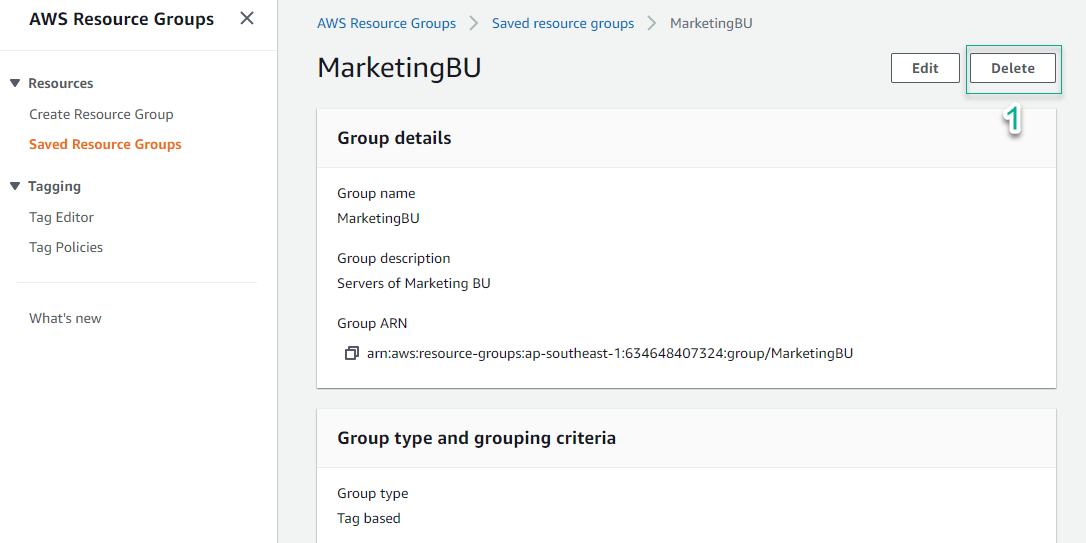 AWS Resource Groups
Resources
Create Resource Group
Saved Resource Groups
Tagging
Tag Editor
Tag Policies
What's new
AWS Resource Groups > Saved resource groups > MarketingBU
MarketingBU
Edit
Delete
1
Group details
Group name
MarketingBU
Group description
Servers of Marketing BU
Group ARN
arn:aws:resource-groups:ap-southeast-1:634648407324:group/MarketingBU
Group type and grouping criteria
Group type
Tag based